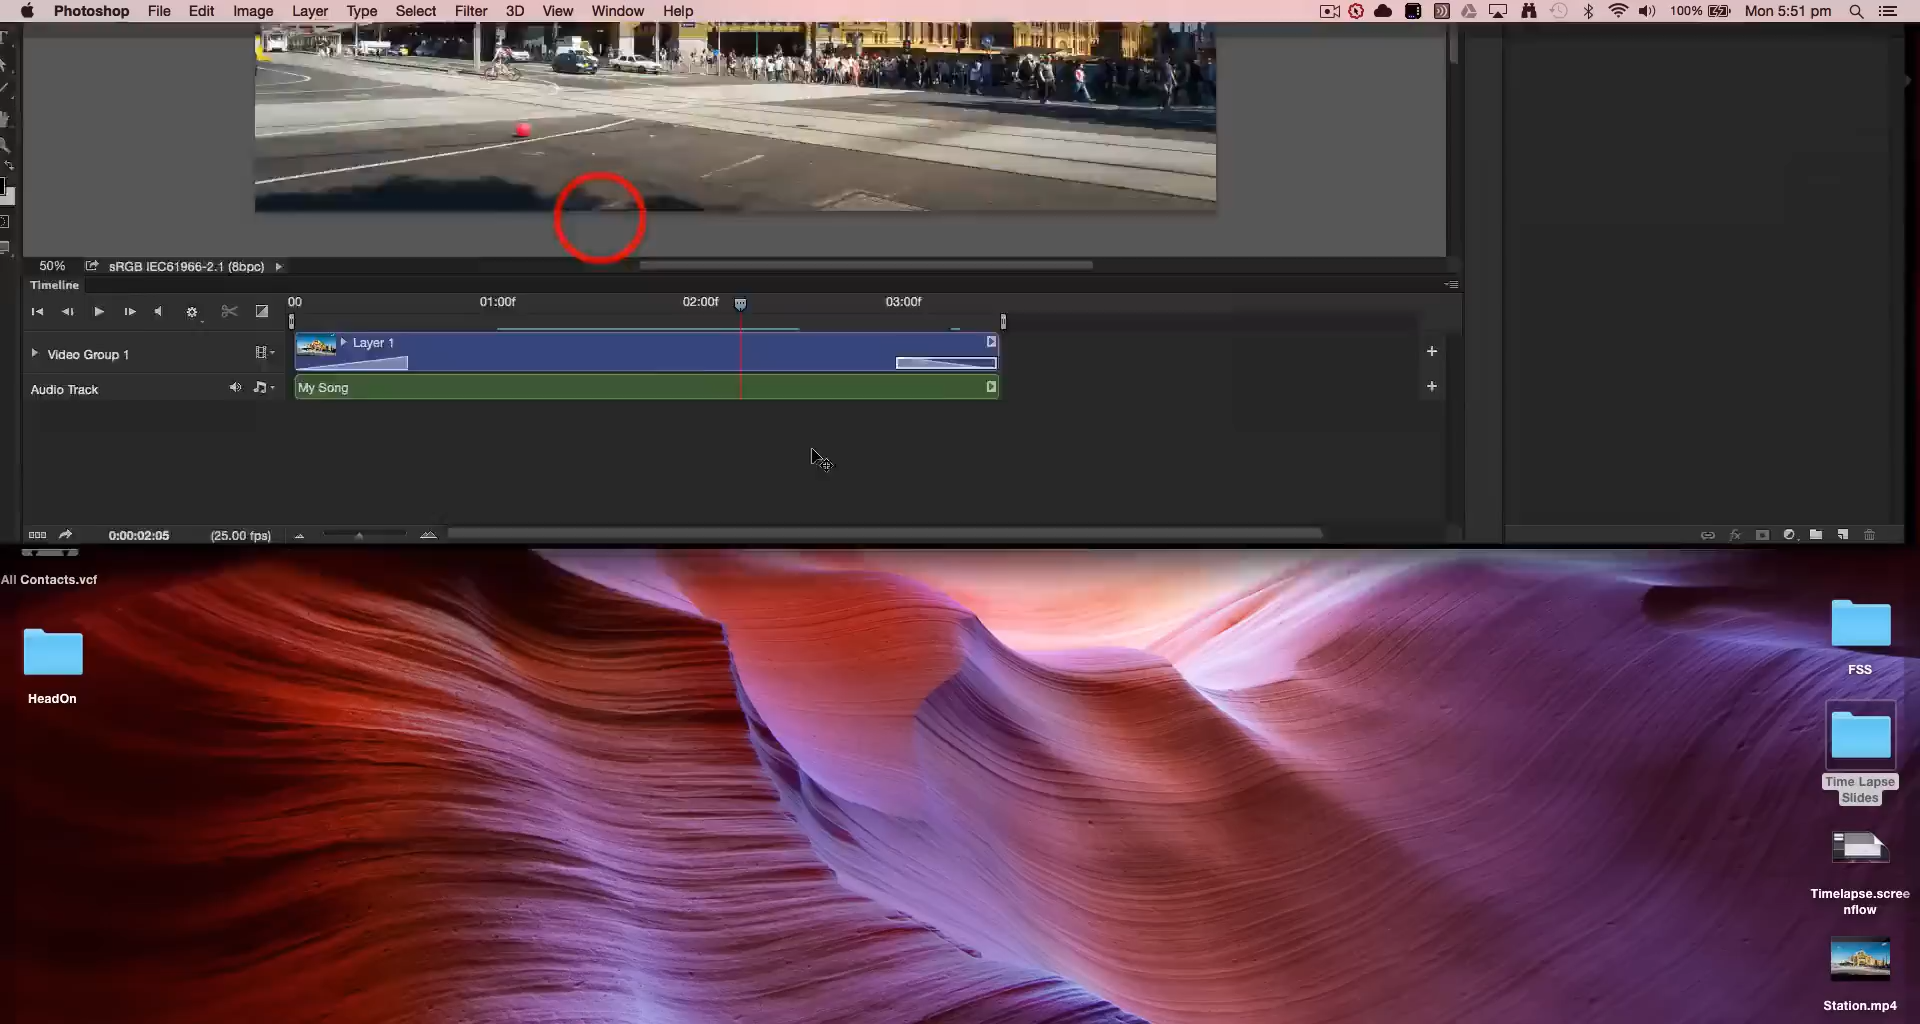 Photoshop File Edit Image Layer Type Select Filter 3D View Window Help 100% Mon 5:51 pm
50% sRGB IEC61966-2.1 (8bpc)
Timeline
00 01:00f 02:00f 03:00f
Layer 1
Video Group 1
Audio Track
My Song
0:00:02:05 (25.00 fps)
fx
All Contacts.vcf
HeadOn
FSS
Time Lapse
Slides
Timelapse.scree
nflow
Station.mp4